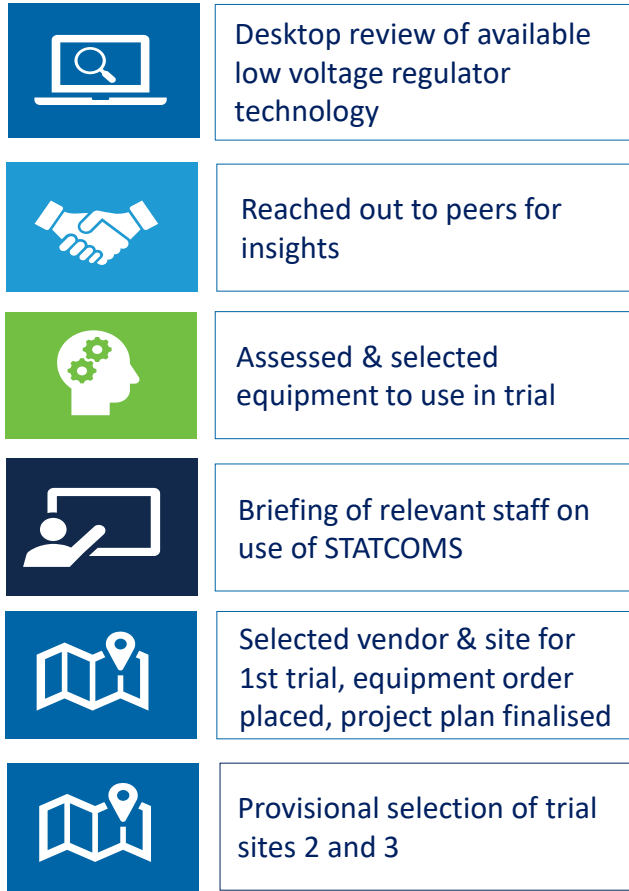 Desktop review of available
low voltage regulator
technology
Reached out to peers for
insights
Assessed & selected
equipment to use in trial
Briefing of relevant staff on
use of STATCOMS
Selected vendor & site for
1st trial, equipment order
placed, project plan finalised
Provisional selection of trial
sites 2 and 3